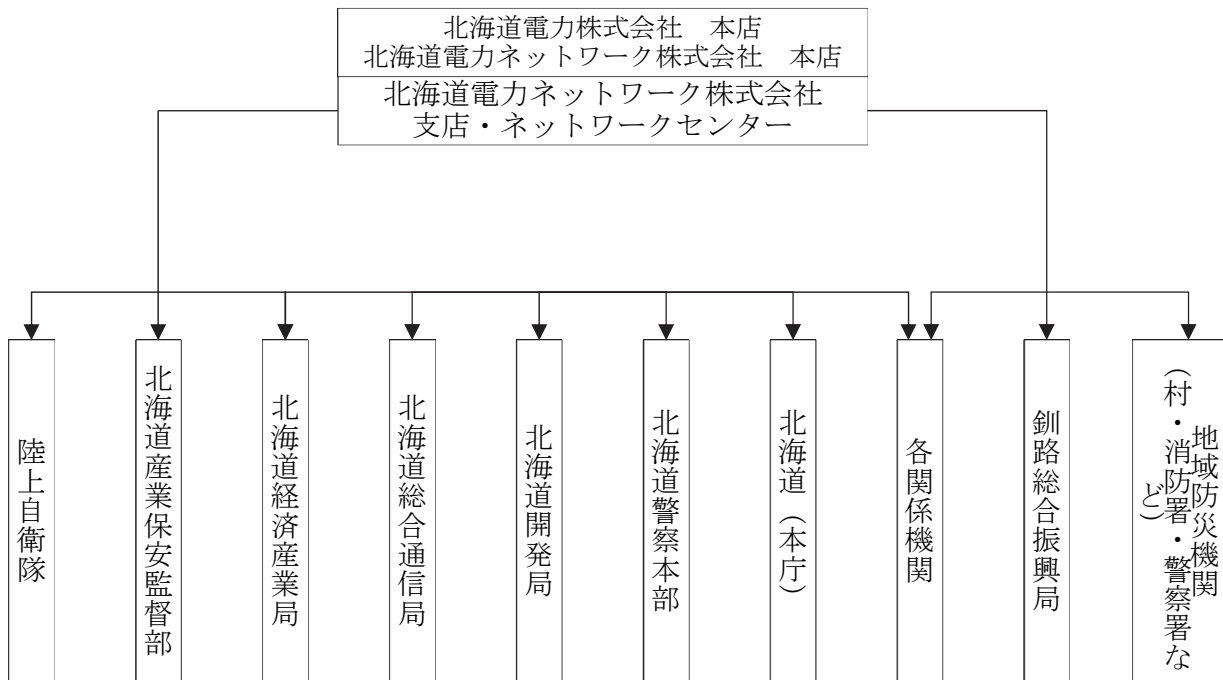 北海道電力株式会社 本店
北海道電力ネットワーク株式会社 本店
北海道電力ネットワーク株式会社
支店・ネットワークセンター
陸上自衛隊
北海道産業保安監督部
北海道経済産業局
北海道総合通信局
北海道開発局
北海道警察本部
北海道(本庁)
各関係機関
釧路総合振興局
地域防災機関
(村・消防署・警察署な
ど)